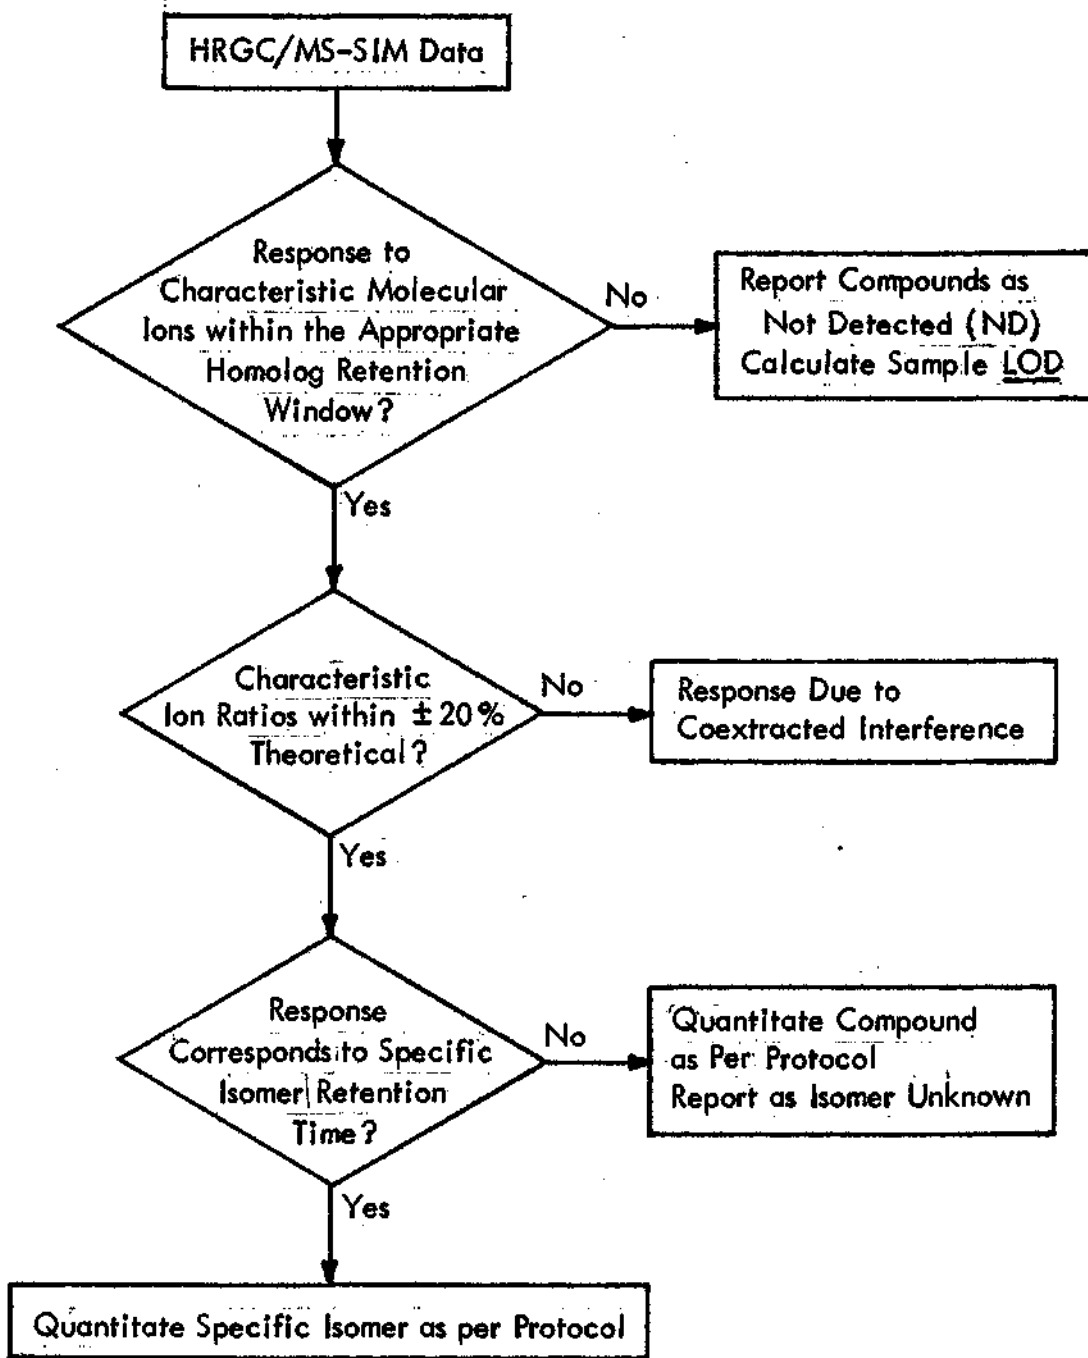 HRGC/MS-SIM Data
Response to
Characteristic Molecular
Ions within the Appropriate
Homolog Retention
Window?
No
Report Compounds as
Not Detected (ND)
Calculate Sample LOD
Yes
Characteristic
Ion Ratios within ±20%
Theoretical?
No
Response Due to
Coextracted Interference
Yes
Response
Corresponds to Specific
Isomer Retention
Time?
No
Quantitate Compound
as Per Protocol
Report as Isomer Unknown
Yes
Quantitate Specific Isomer as per Protocol